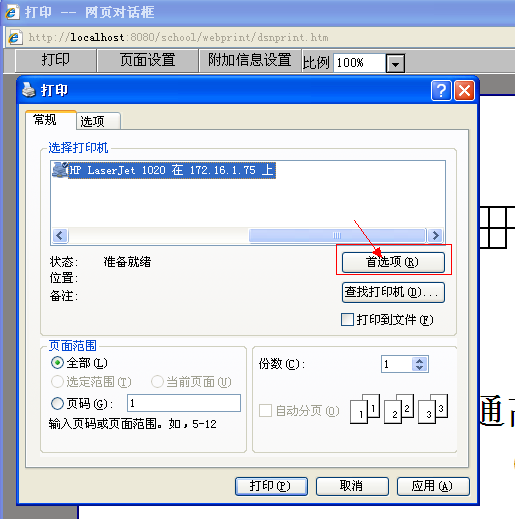 打印 -- 网页对话框
http://localhost:8080/school/webprint/dsnprint.htm
打印 页面设置 附加信息设置 比例 100%
打印
常规 选项
选择打印机
HP LaserJet 1020 在 172.16.1.75 上
状态: 准备就绪
首选项(R)
位置:
备注:
查找打印机(D)...
打印到文件(F)
页面范围
全部(L)
选定范围(T) 当前页面(U)
页码(G): 1
输入页码或页面范围。如，5-12
份数(C): 1
自动分页(O)
1 1 2 2 3 3
打印(P) 取消 应用(A)
通